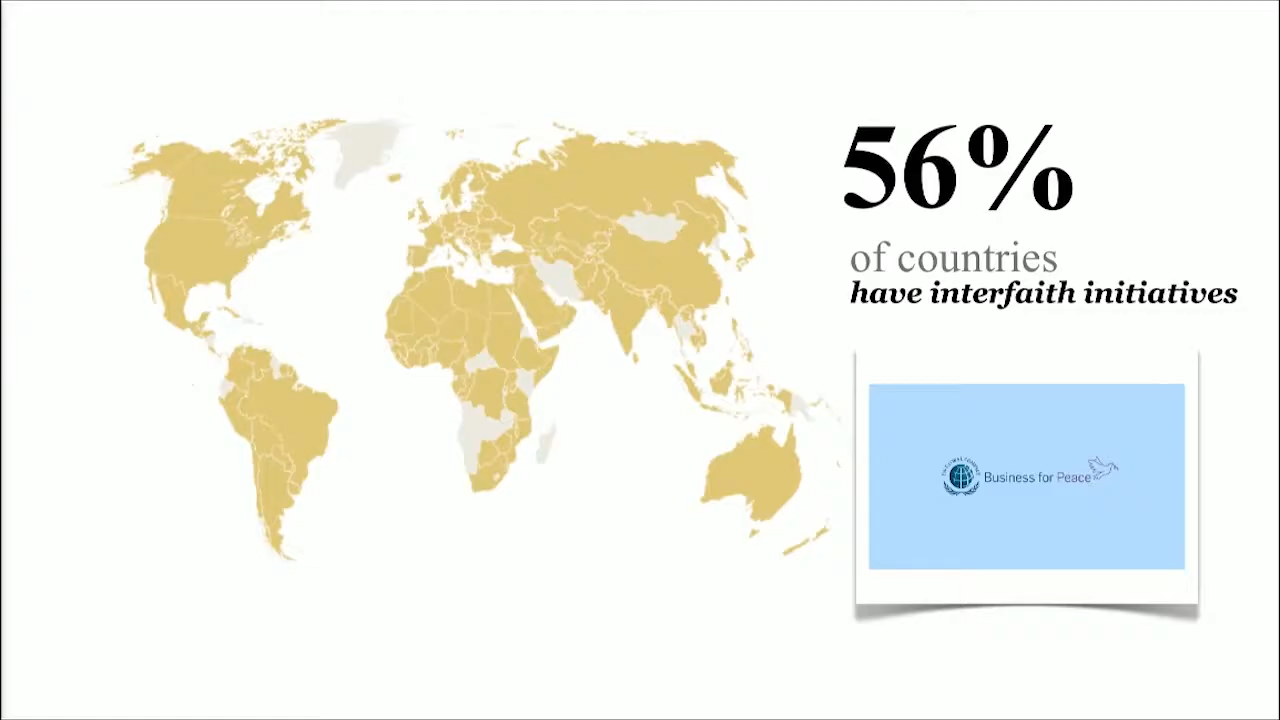 56%
of countries
have interfaith initiatives
Business for Peace